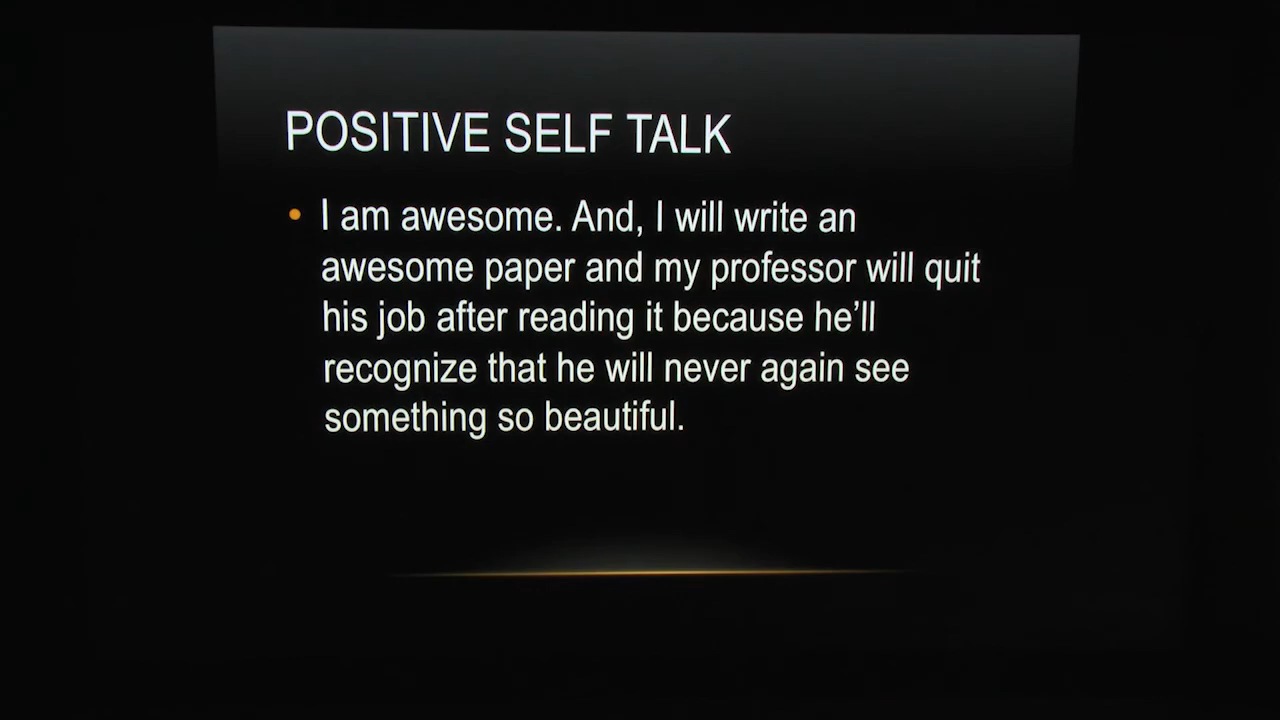 POSITIVE SELF TALK
• I am awesome. And, I will write an
awesome paper and my professor will quit
his job after reading it because he'll
recognize that he will never again see
something so beautiful.